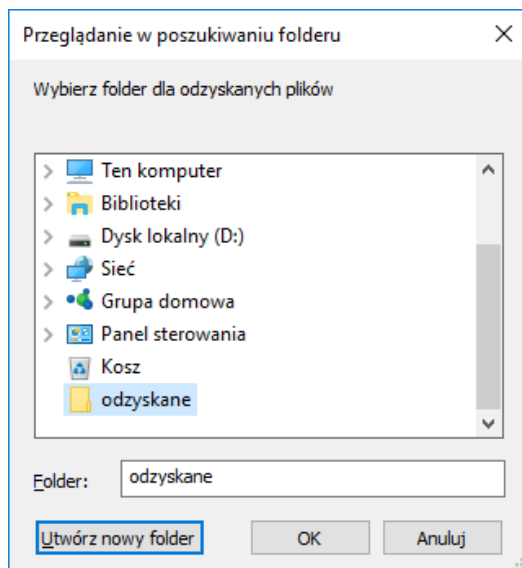 Przeglądanie w poszukiwaniu folderu
Wybierz folder dla odzyskanych plików
Ten komputer
Biblioteki
Dysk lokalny (D:)
Sieć
Grupa domowa
Panel sterowania
Kosz
odzyskane
Folder: odzyskane
Utwórz nowy folder OK Anuluj